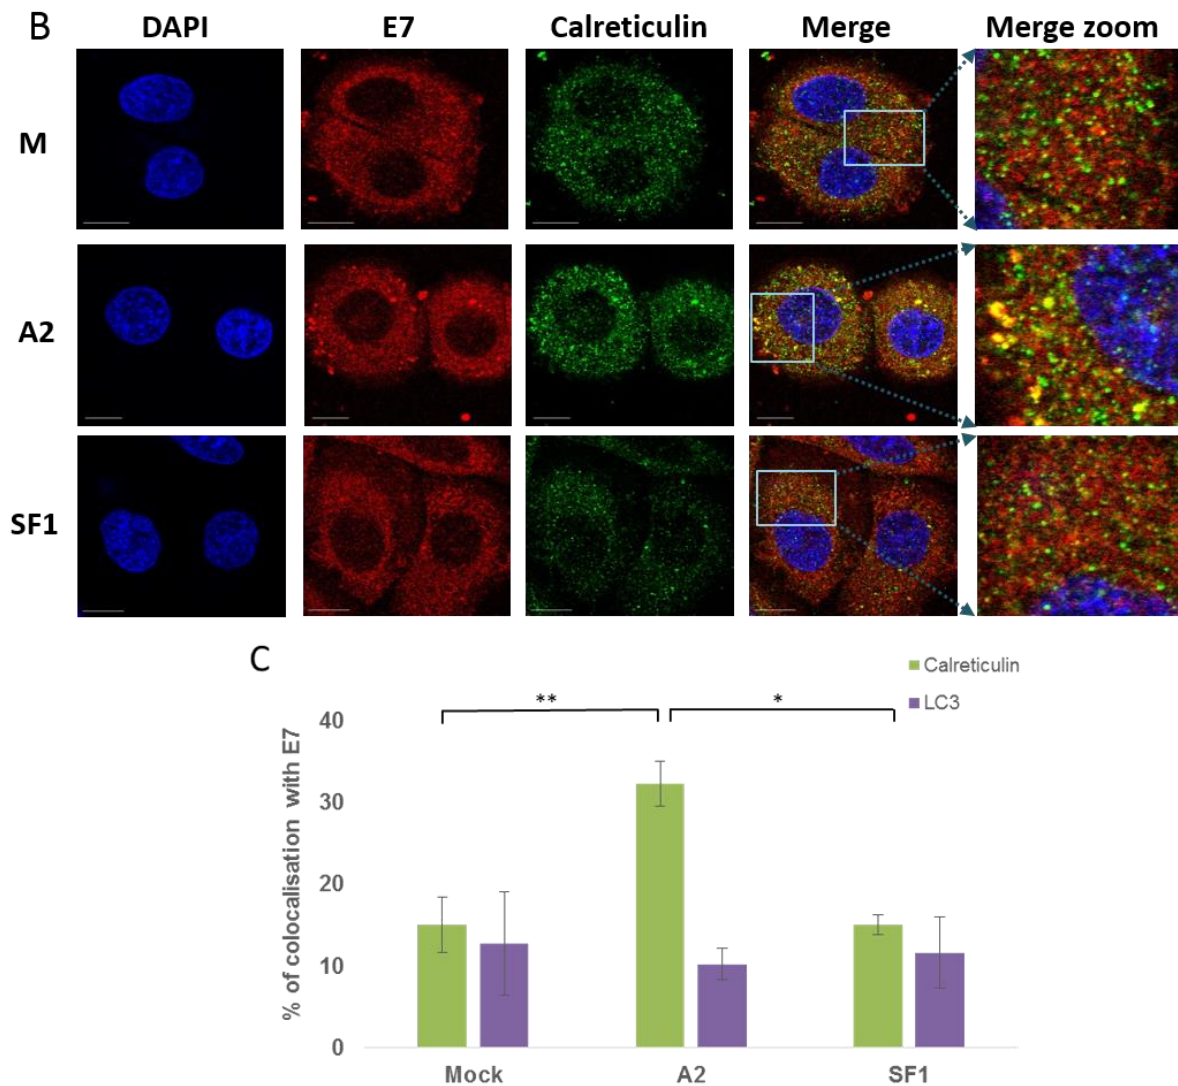 B DAPI E7 Calreticulin Merge Merge zoom
M
A2
SF1
C
Calreticulin
LC3
** *
% of colocalisation with E7
40
30
20
10
0
Mock A2 SF1